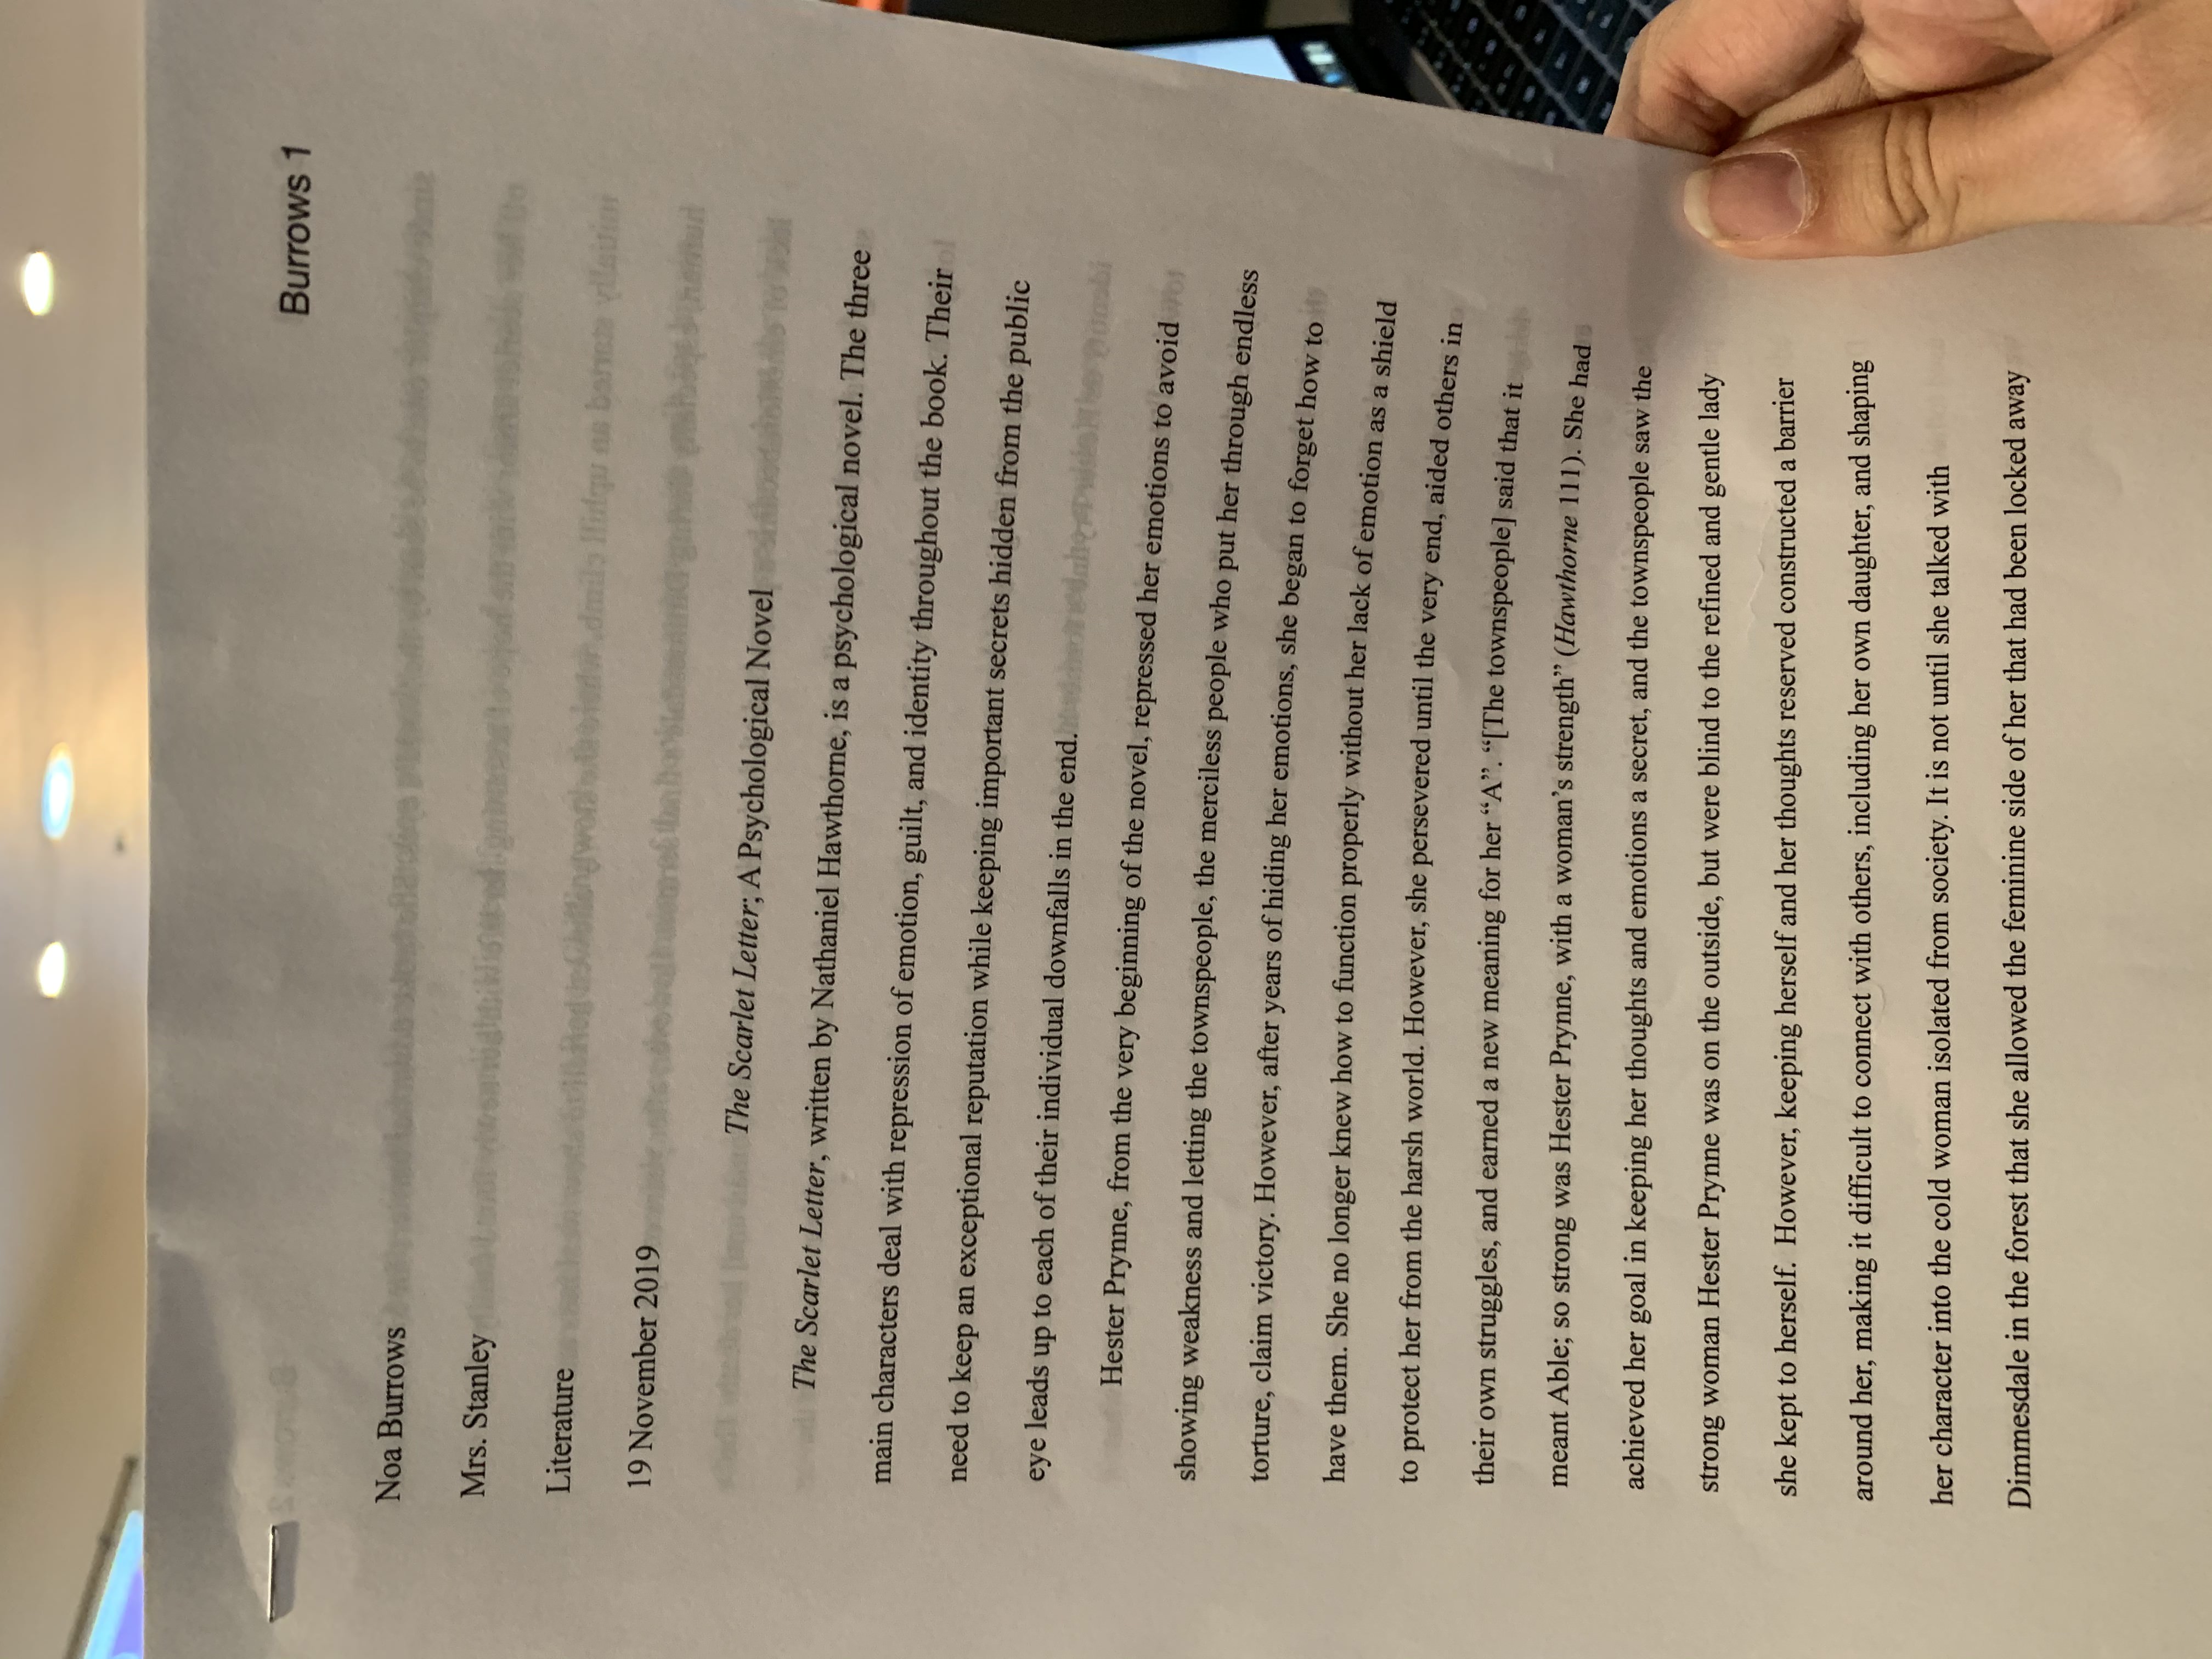 Burrows 1
Noa Burrows
Mrs. Stanley
Literature
19 November 2019
The Scarlet Letter; A Psychological Novel
The Scarlet Letter, written by Nathaniel Hawthorne, is a psychological novel. The three
main characters deal with repression of emotion, guilt, and identity throughout the book. Their
need to keep an exceptional reputation while keeping important secrets hidden from the public
eye leads up to each of their individual downfalls in the end.
Hester Prynne, from the very beginning of the novel, repressed her emotions to avoid
showing weakness and letting the townspeople, the merciless people who put her through endless
torture, claim victory. However, after years of hiding her emotions, she began to forget how to
have them. She no longer knew how to function properly without her lack of emotion as a shield
to protect her from the harsh world. However, she persevered until the very end, aided others in
their own struggles, and earned a new meaning for her “A”. “[The townspeople] said that it
meant Able; so strong was Hester Prynne, with a woman’s strength” (Hawthorne 111). She had
achieved her goal in keeping her thoughts and emotions a secret, and the townspeople saw the
strong woman Hester Prynne was on the outside, but were blind to the refined and gentle lady
she kept to herself.  However, keeping herself and her thoughts reserved constructed a barrier
around her, making it difficult to connect with others, including her own daughter, and shaping
her character into the cold woman isolated from society. It is not until she talked with
Dimmesdale in the forest that she allowed the feminine side of her that had been locked away